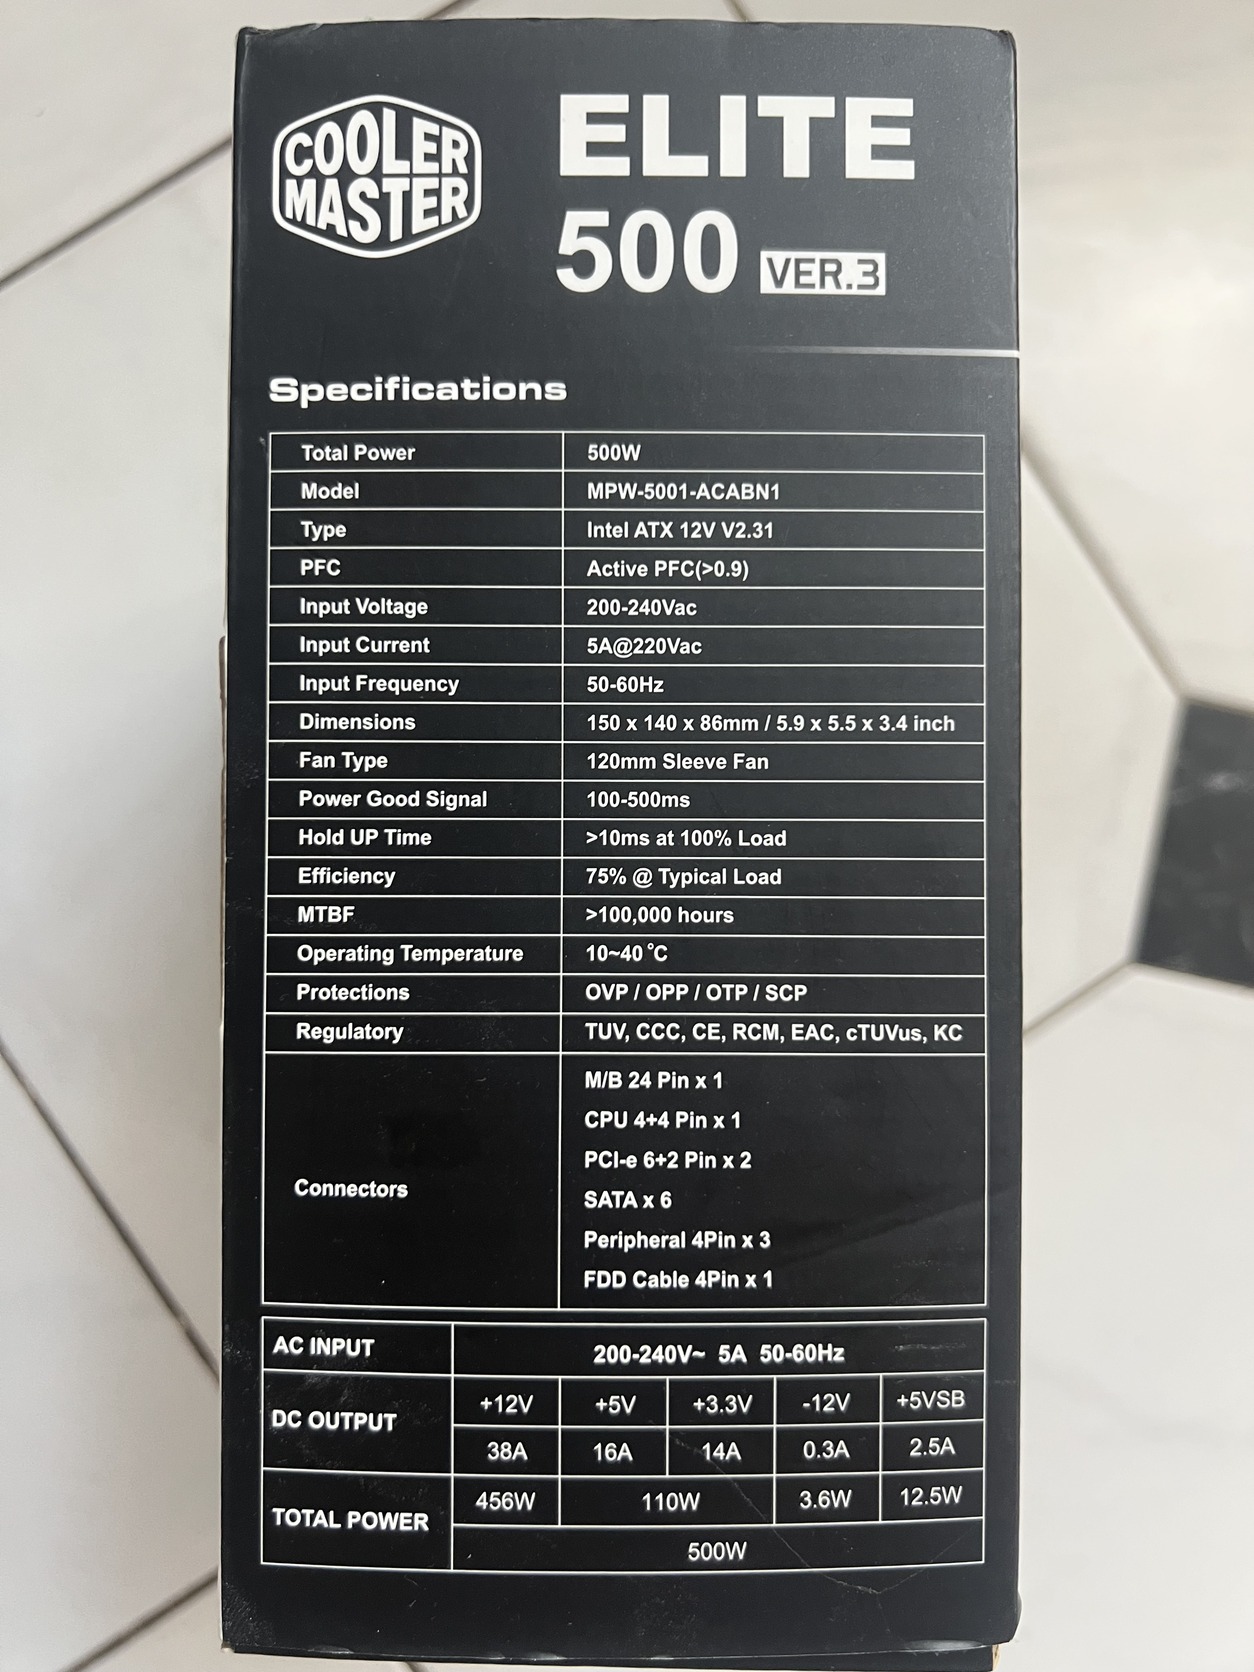 COOLER
MASTER
ELITE
500 VER.3
Specifications
Total Power 500W
Model MPW-5001-ACABN1
Type Intel ATX 12V V2.31
PFC Active PFC(>0.9)
Input Voltage 200-240Vac
Input Current 5A@220Vac
Input Frequency 50-60Hz
Dimensions 150 x 140 x 86mm / 5.9 x 5.5 x 3.4 inch
Fan Type 120mm Sleeve Fan
Power Good Signal 100-500ms
Hold UP Time >10ms at 100% Load
Efficiency 75% @ Typical Load
MTBF >100,000 hours
Operating Temperature 10~40 °C
Protections OVP / OPP / OTP / SCP
Regulatory TUV, CCC, CE, RCM, EAC, cTUVus, KC
Connectors
M/B 24 Pin x 1
CPU 4+4 Pin x 1
PCI-e 6+2 Pin x 2
SATA x 6
Peripheral 4Pin x 3
FDD Cable 4Pin x 1
AC INPUT 200-240V~ 5A 50-60Hz
DC OUTPUT
+12V +5V +3.3V -12V +5VSB
38A 16A 14A 0.3A 2.5A
TOTAL POWER
456W 110W 3.6W 12.5W
500W